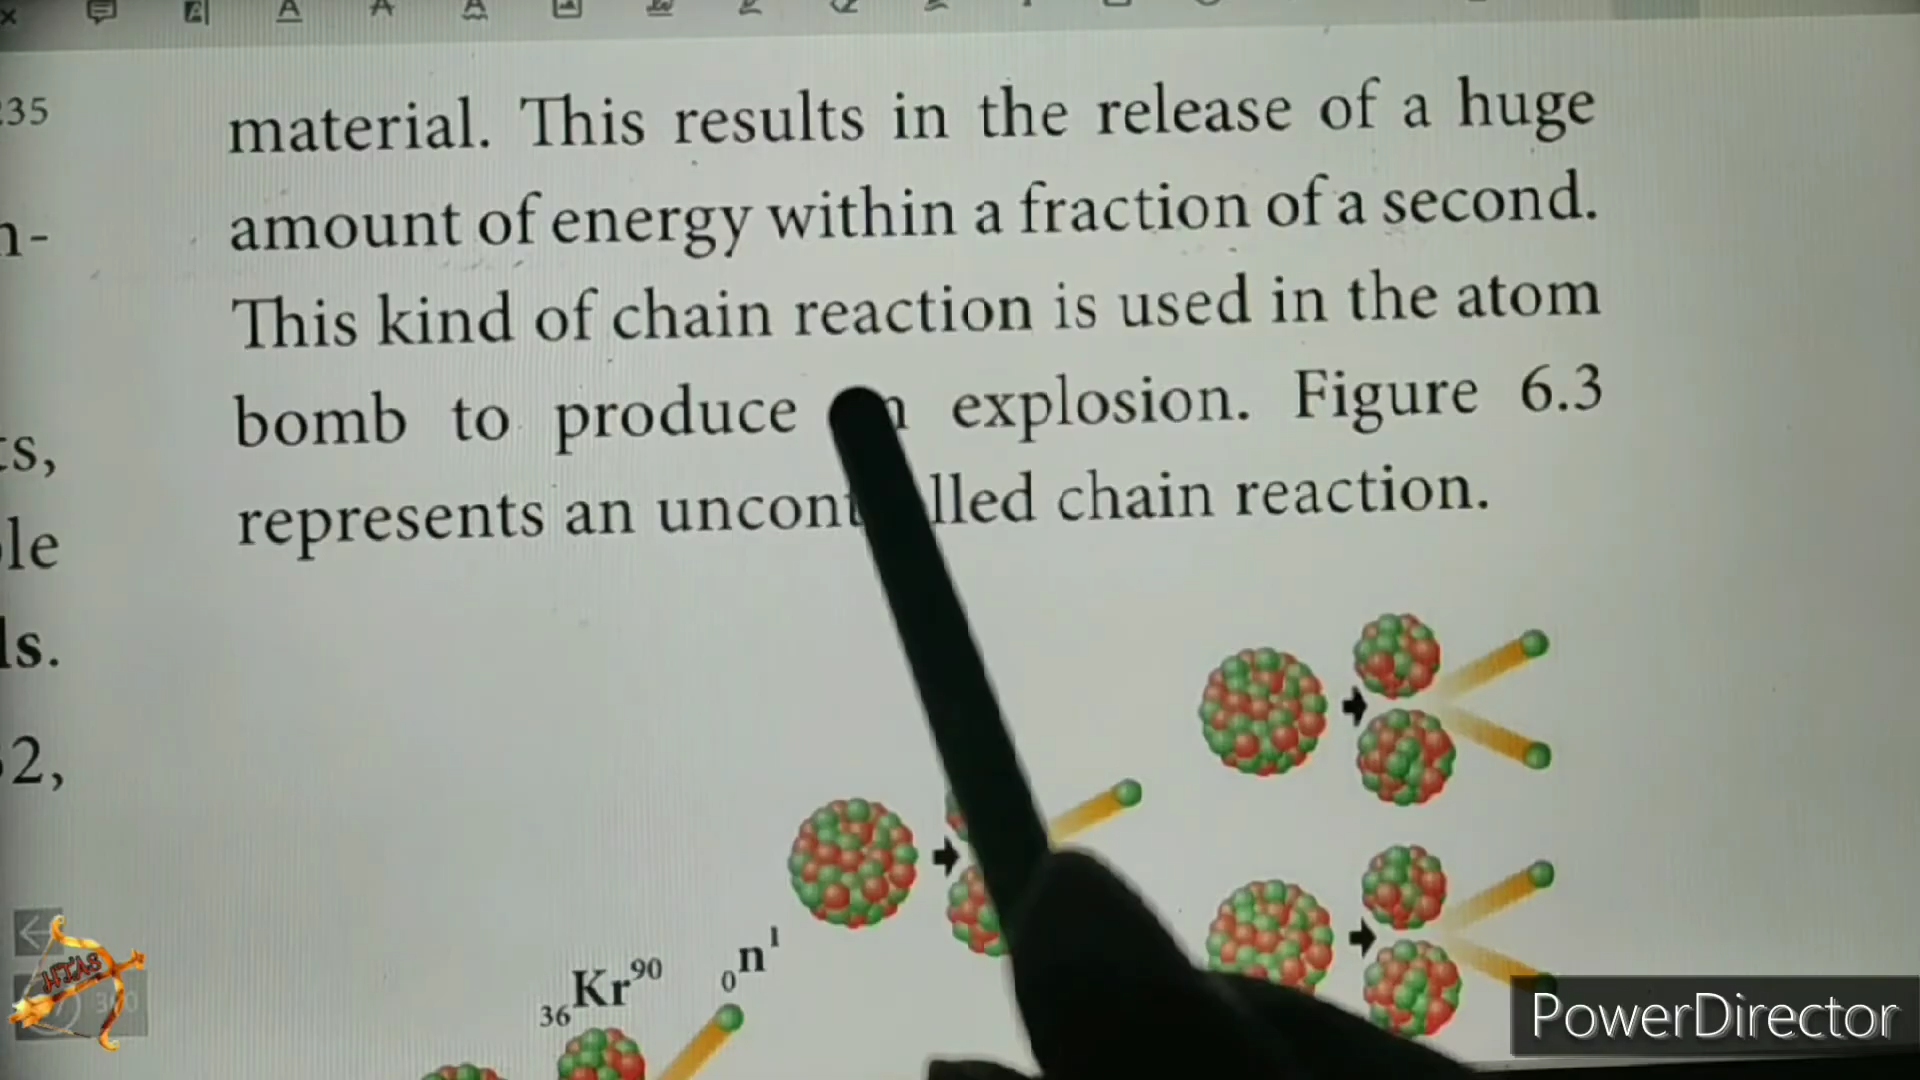 35
material. This results in the release of a huge
amount of energy within a fraction of a second.
n-
This kind of chain reaction is used in the atom
bomb to produce explosion. Figure 6.3
s,
represents an chain reaction.
le
ls.
2,
36Kr90 0n1
HTAS
PowerDirector